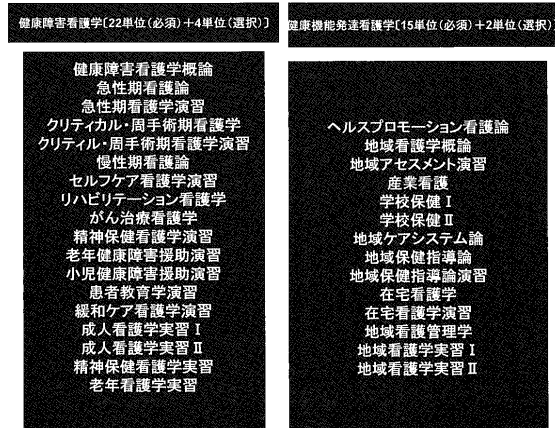 健康障害看護学〔22単位（必須）＋4単位（選択）〕
健康障害看護学概論
急性期看護論
急性期看護学演習
クリティカル・周手術期看護学
クリティル・周手術期看護学演習
慢性期看護論
セルフケア看護学演習
リハビリテーション看護学
がん治療看護学
精神保健看護学演習
老年健康障害援助演習
小児健康障害援助演習
患者教育学演習
緩和ケア看護学演習
成人看護学実習Ⅰ
成人看護学実習Ⅱ
精神保健看護学実習
老年看護学実習
健康機能発達看護学〔15単位（必須）＋2単位（選択）〕
ヘルスプロモーション看護論
地域看護学概論
地域アセスメント演習
産業看護
学校保健Ⅰ
学校保健Ⅱ
地域ケアシステム論
地域保健指導論
地域保健指導論演習
在宅看護学
在宅看護学演習
地域看護管理学
地域看護学実習Ⅰ
地域看護学実習Ⅱ